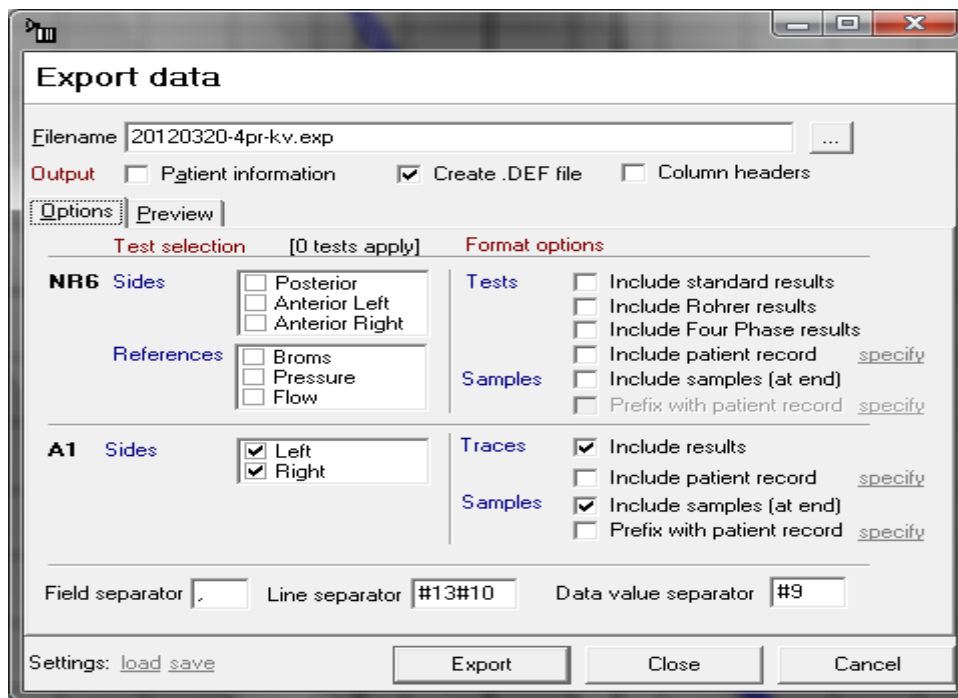 Export data
Filename 20120320-4pr-kv.exp ...
Output Patient information Create .DEF file Column headers
Options Preview
Test selection [0 tests apply] Format options
NR6 Sides Posterior Tests Include standard results
Anterior Left Include Rohrer results
Anterior Right Include Four Phase results
References Broms Include patient record specify
Pressure Samples Include samples (at end)
Flow Prefix with patient record specify
A1 Sides Left Traces Include results
Right Include patient record specify
Samples Include samples (at end)
Prefix with patient record specify
Field separator , Line separator #13#10 Data value separator #9
Settings: load save Export Close Cancel